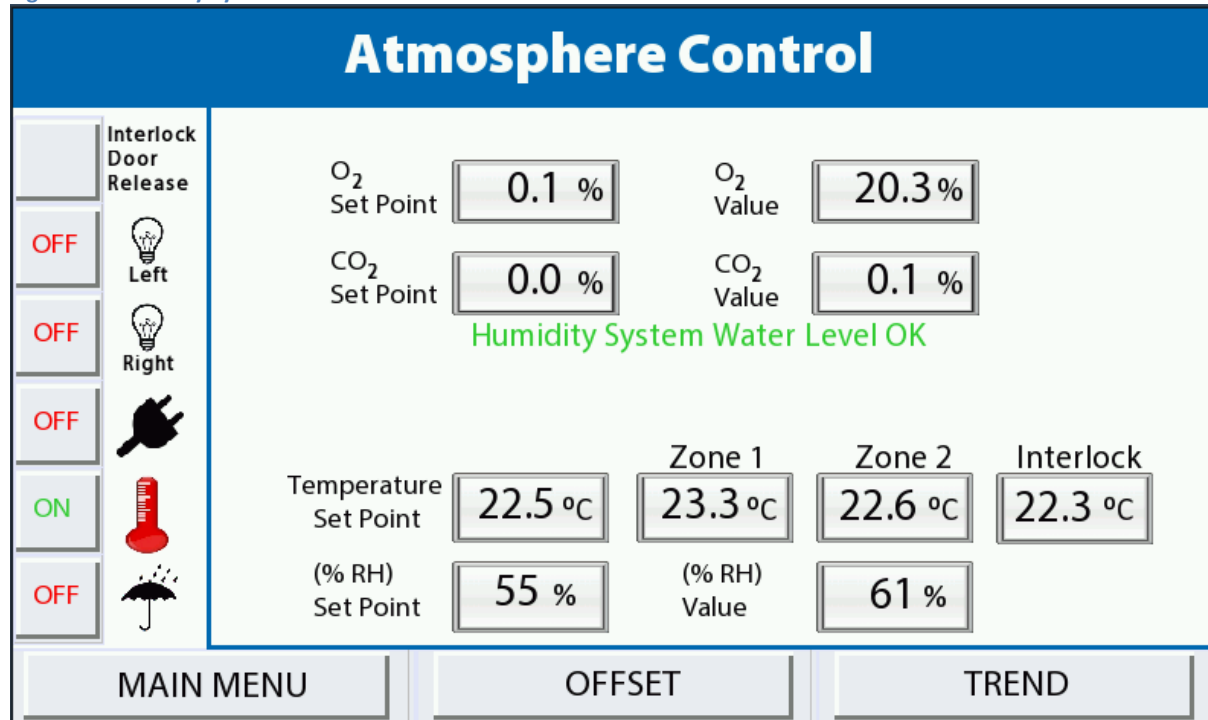 Atmosphere Control
Interlock
Door
Release
OFF
Left
OFF
Right
OFF
ON
OFF
O2
Set Point
0.1 %
O2
Value
20.3 %
CO2
Set Point
0.0 %
CO2
Value
0.1 %
Humidity System Water Level OK
Zone 1
Zone 2
Interlock
Temperature
Set Point
22.5 ºC
23.3 ºC
22.6 ºC
22.3 ºC
(% RH)
Set Point
55 %
(% RH)
Value
61 %
MAIN MENU
OFFSET
TREND